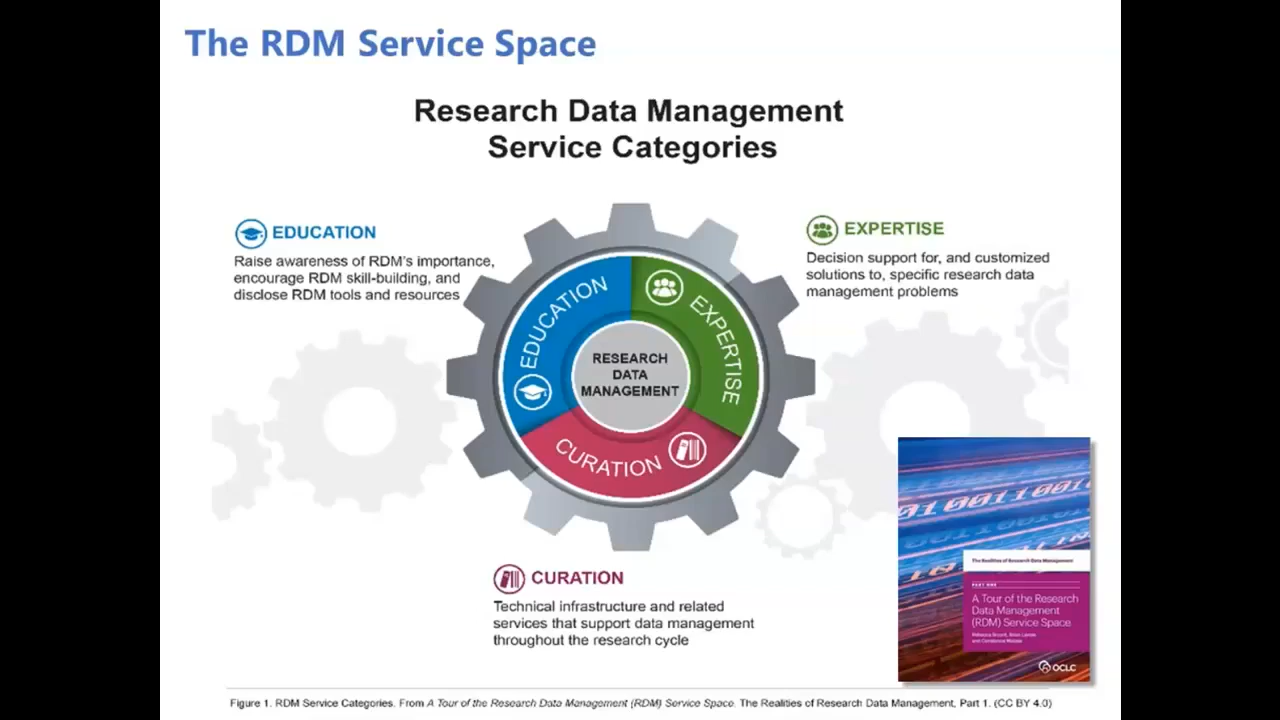 The RDM Service Space
Research Data Management
Service Categories
EDUCATION
Raise awareness of RDM's importance,
encourage RDM skill-building, and
disclose RDM tools and resources
EXPERTISE
Decision support for, and customized
solutions to, specific research data
management problems
EDUCATION
EXPERTISE
RESEARCH
DATA
MANAGEMENT
CURATION
CURATION
Technical infrastructure and related
services that support data management
throughout the research cycle
The Realities of Research Data Management
PART ONE
A Tour of the Research
Data Management
(RDM) Service Space
OCLC
Figure 1. RDM Service Categories. From A Tour of the Research Data Management (RDM) Service Space. The Realities of Research Data Management, Part 1. (CC BY 4.0)